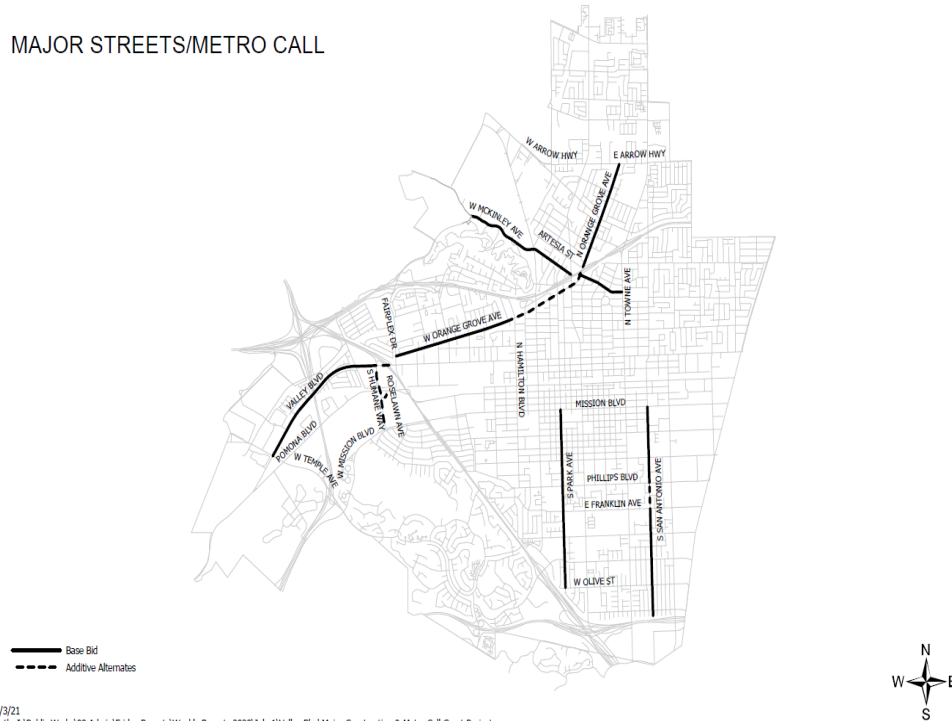 MAJOR STREETS/METRO CALL
W ARROW HWY
E ARROW HWY
W MCKINLEY AVE
ARTESIA ST
N ORANGE GROVE AVE
N TOWNE AVE
FAIRPLEX DR
W ORANGE GROVE AVE
N HAMILTON BLVD
VALLEY BLVD
S HUMANE WAY
ROSELAWN AVE
POMONA BLVD
W MISSION BLVD
W TEMPLE AVE
MISSION BLVD
S PARK AVE
PHILLIPS BLVD
E FRANKLIN AVE
S SAN ANTONIO AVE
W OLIVE ST
Base Bid
Additive Alternates
N
W E
S
/3/21